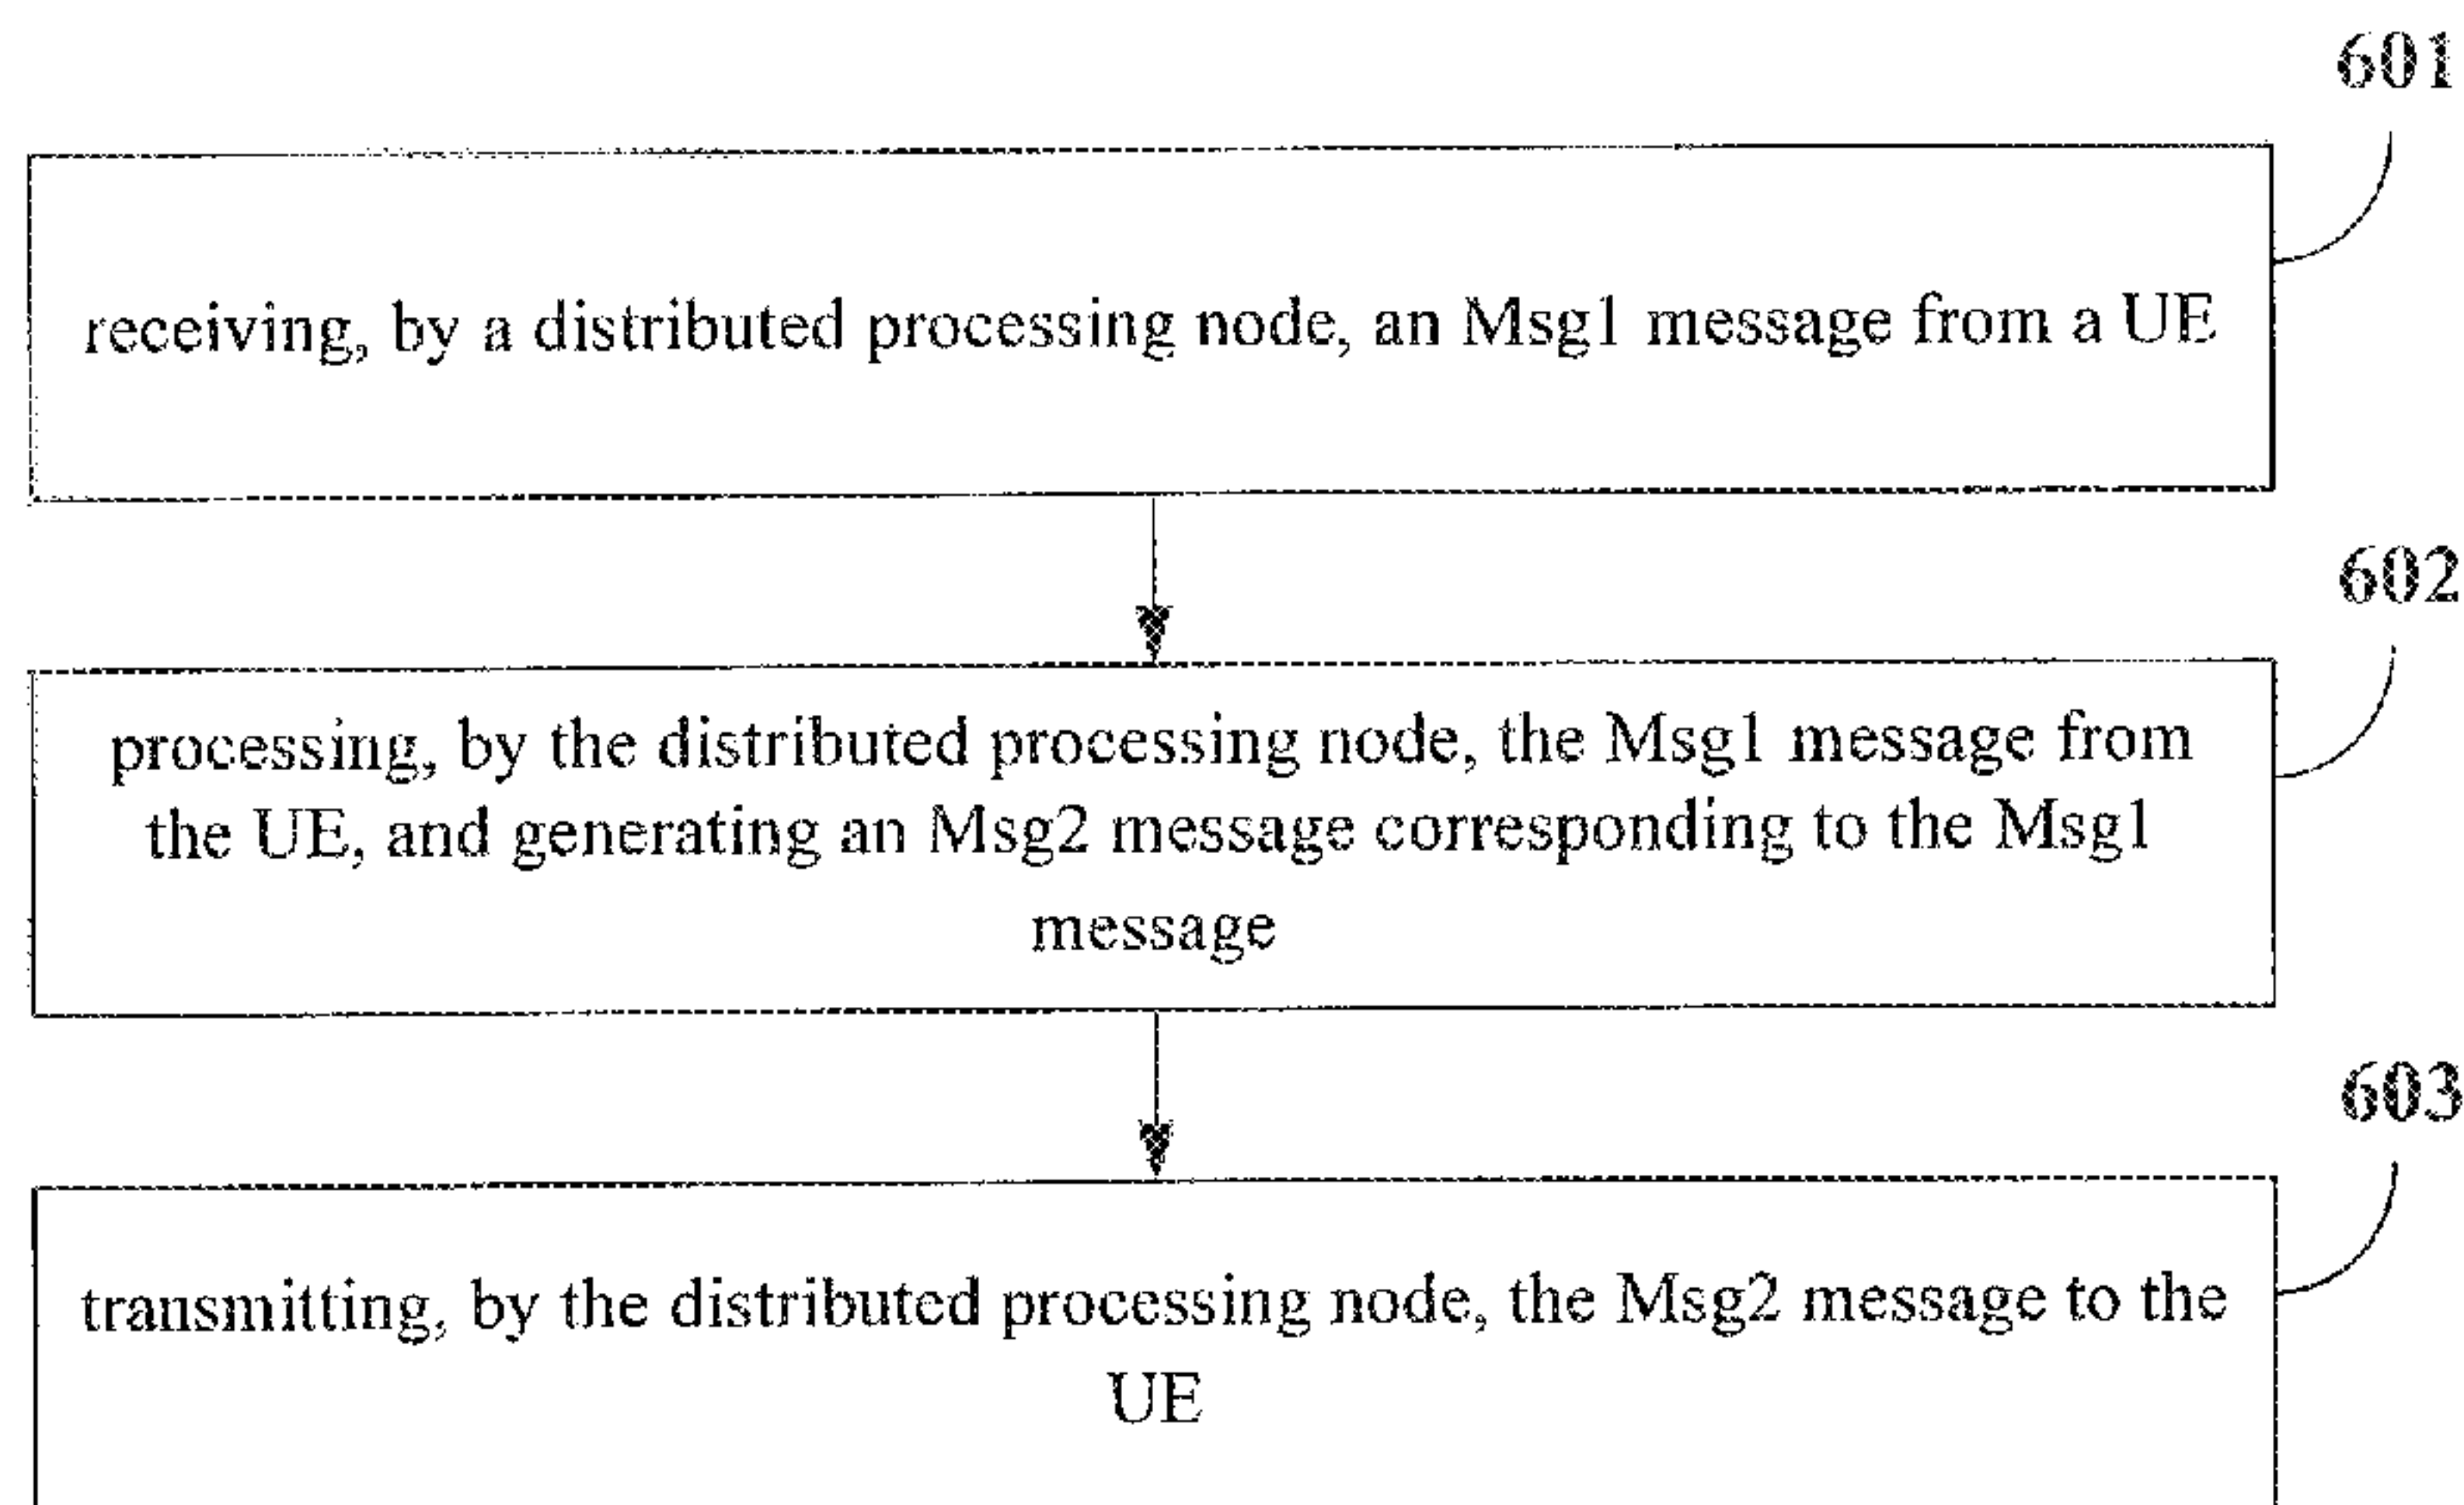 601
receiving, by a distributed processing node, an Msg1 message from a UE
602
processing, by the distributed processing node, the Msg1 message from
the UE, and generating an Msg2 message corresponding to the Msg1
message
603
transmitting, by the distributed processing node, the Msg2 message to the
UE